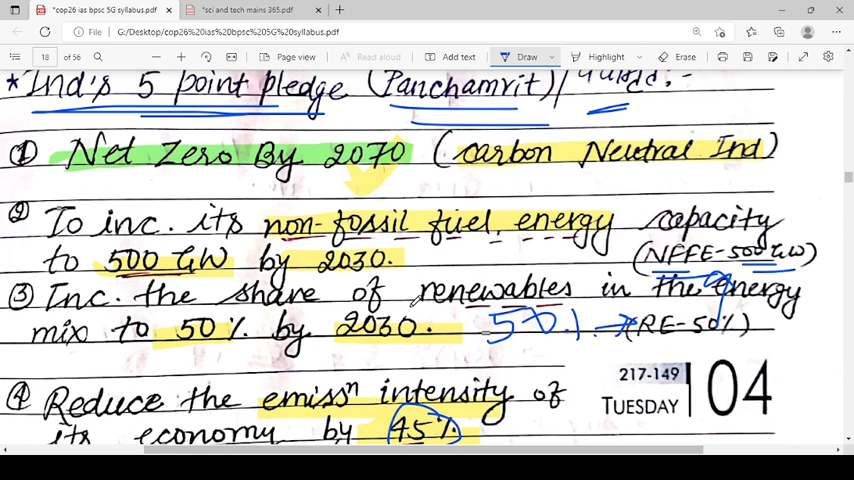 *cop26 ias bpsc 5G syllabus.pdf
*sci and tech mains 365.pdf
File
G:/Desktop/cop26%20ias%20bpsc%205G%20syllabus.pdf
18 of 56
Page view
Read aloud
Add text
Draw
Highlight
Erase
*Ind's 5 point pledge (Panchamrit)/ :-
① Net Zero By 2070 (carbon Neutral Ind)
② To inc. its non-fossil fuel energy capacity
to 500 GW by 2030. (NFFE-500GW)
③ Inc. the share of renewables in the energy
mix to 50% by 2030. 50% → (RE-50%)
217-149
TUESDAY 04
④ Reduce the emissⁿ intensity of
its economy by 45%